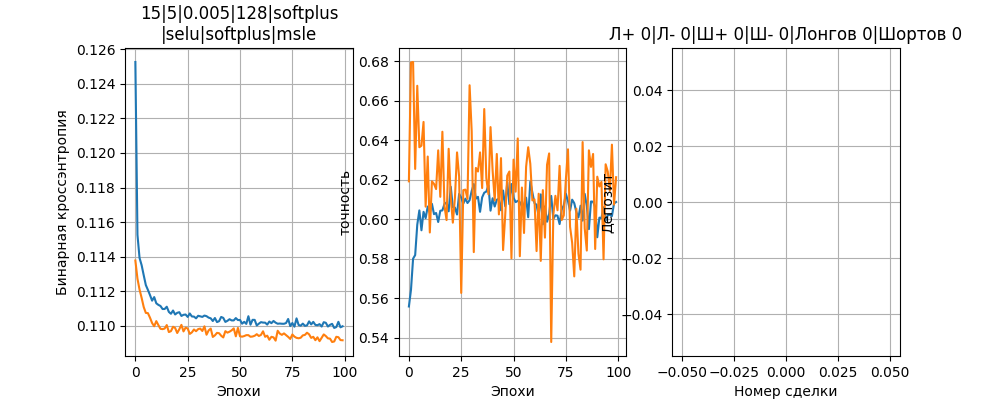 15|5|0.005|128|softplus
|selu|softplus|msle
Л+ 0|Л- 0|Ш+ 0|Ш- 0|Лонгов 0|Шортов 0
Бинарная кроссэнтропия
0.126
0.124
0.122
0.120
0.118
0.116
0.114
0.112
0.110
0 25 50 75 100
Эпохи
точность
0.68
0.66
0.64
0.62
0.60
0.58
0.56
0.54
0 25 50 75 100
Эпохи
Депозит
0.04
0.02
0.00
−0.02
−0.04
−0.050 −0.025 0.000 0.025 0.050
Номер сделки